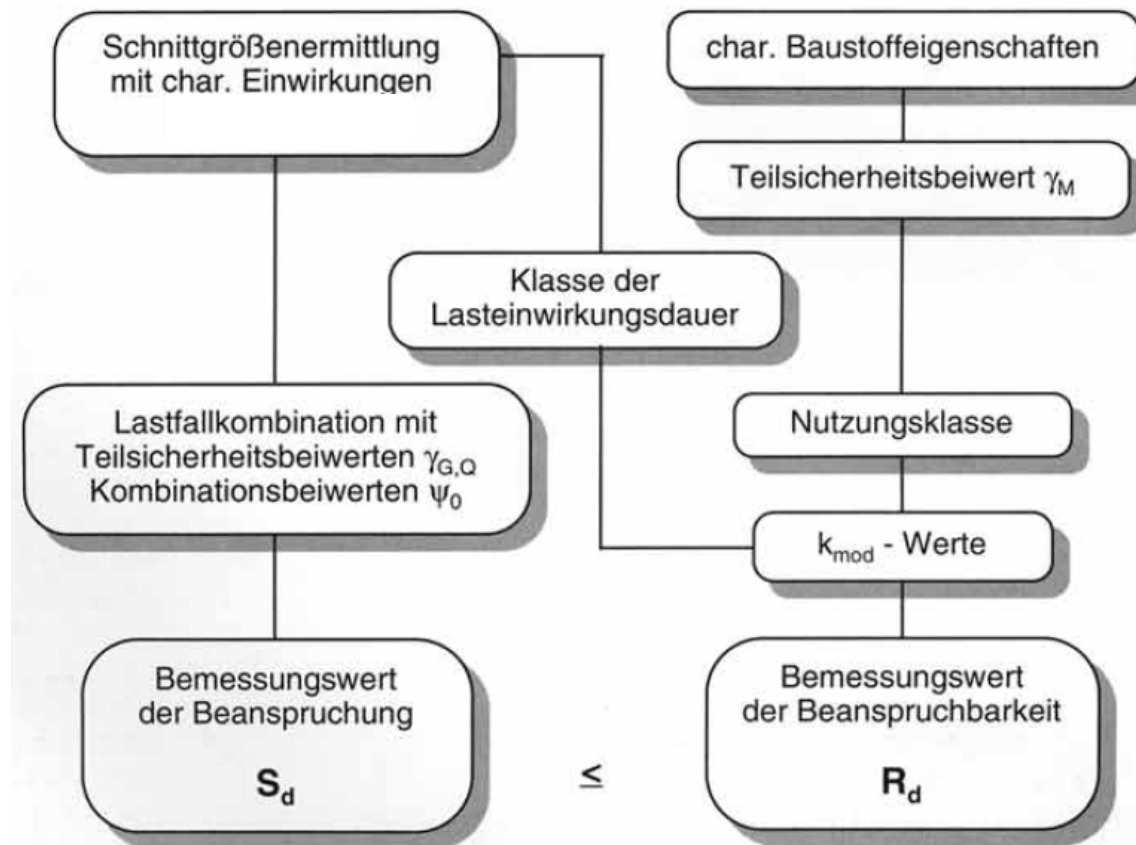 Schnittgrößenermittlung
mit char. Einwirkungen
char. Baustoffeigenschaften
Teilsicherheitsbeiwert γM
Klasse der
Lasteinwirkungsdauer
Lastfallkombination mit
Teilsicherheitsbeiwerten γG,Q
Kombinationsbeiwerten ψ0
Nutzungsklasse
kmod - Werte
Bemessungswert
der Beanspruchung
Sd
≤
Bemessungswert
der Beanspruchbarkeit
Rd